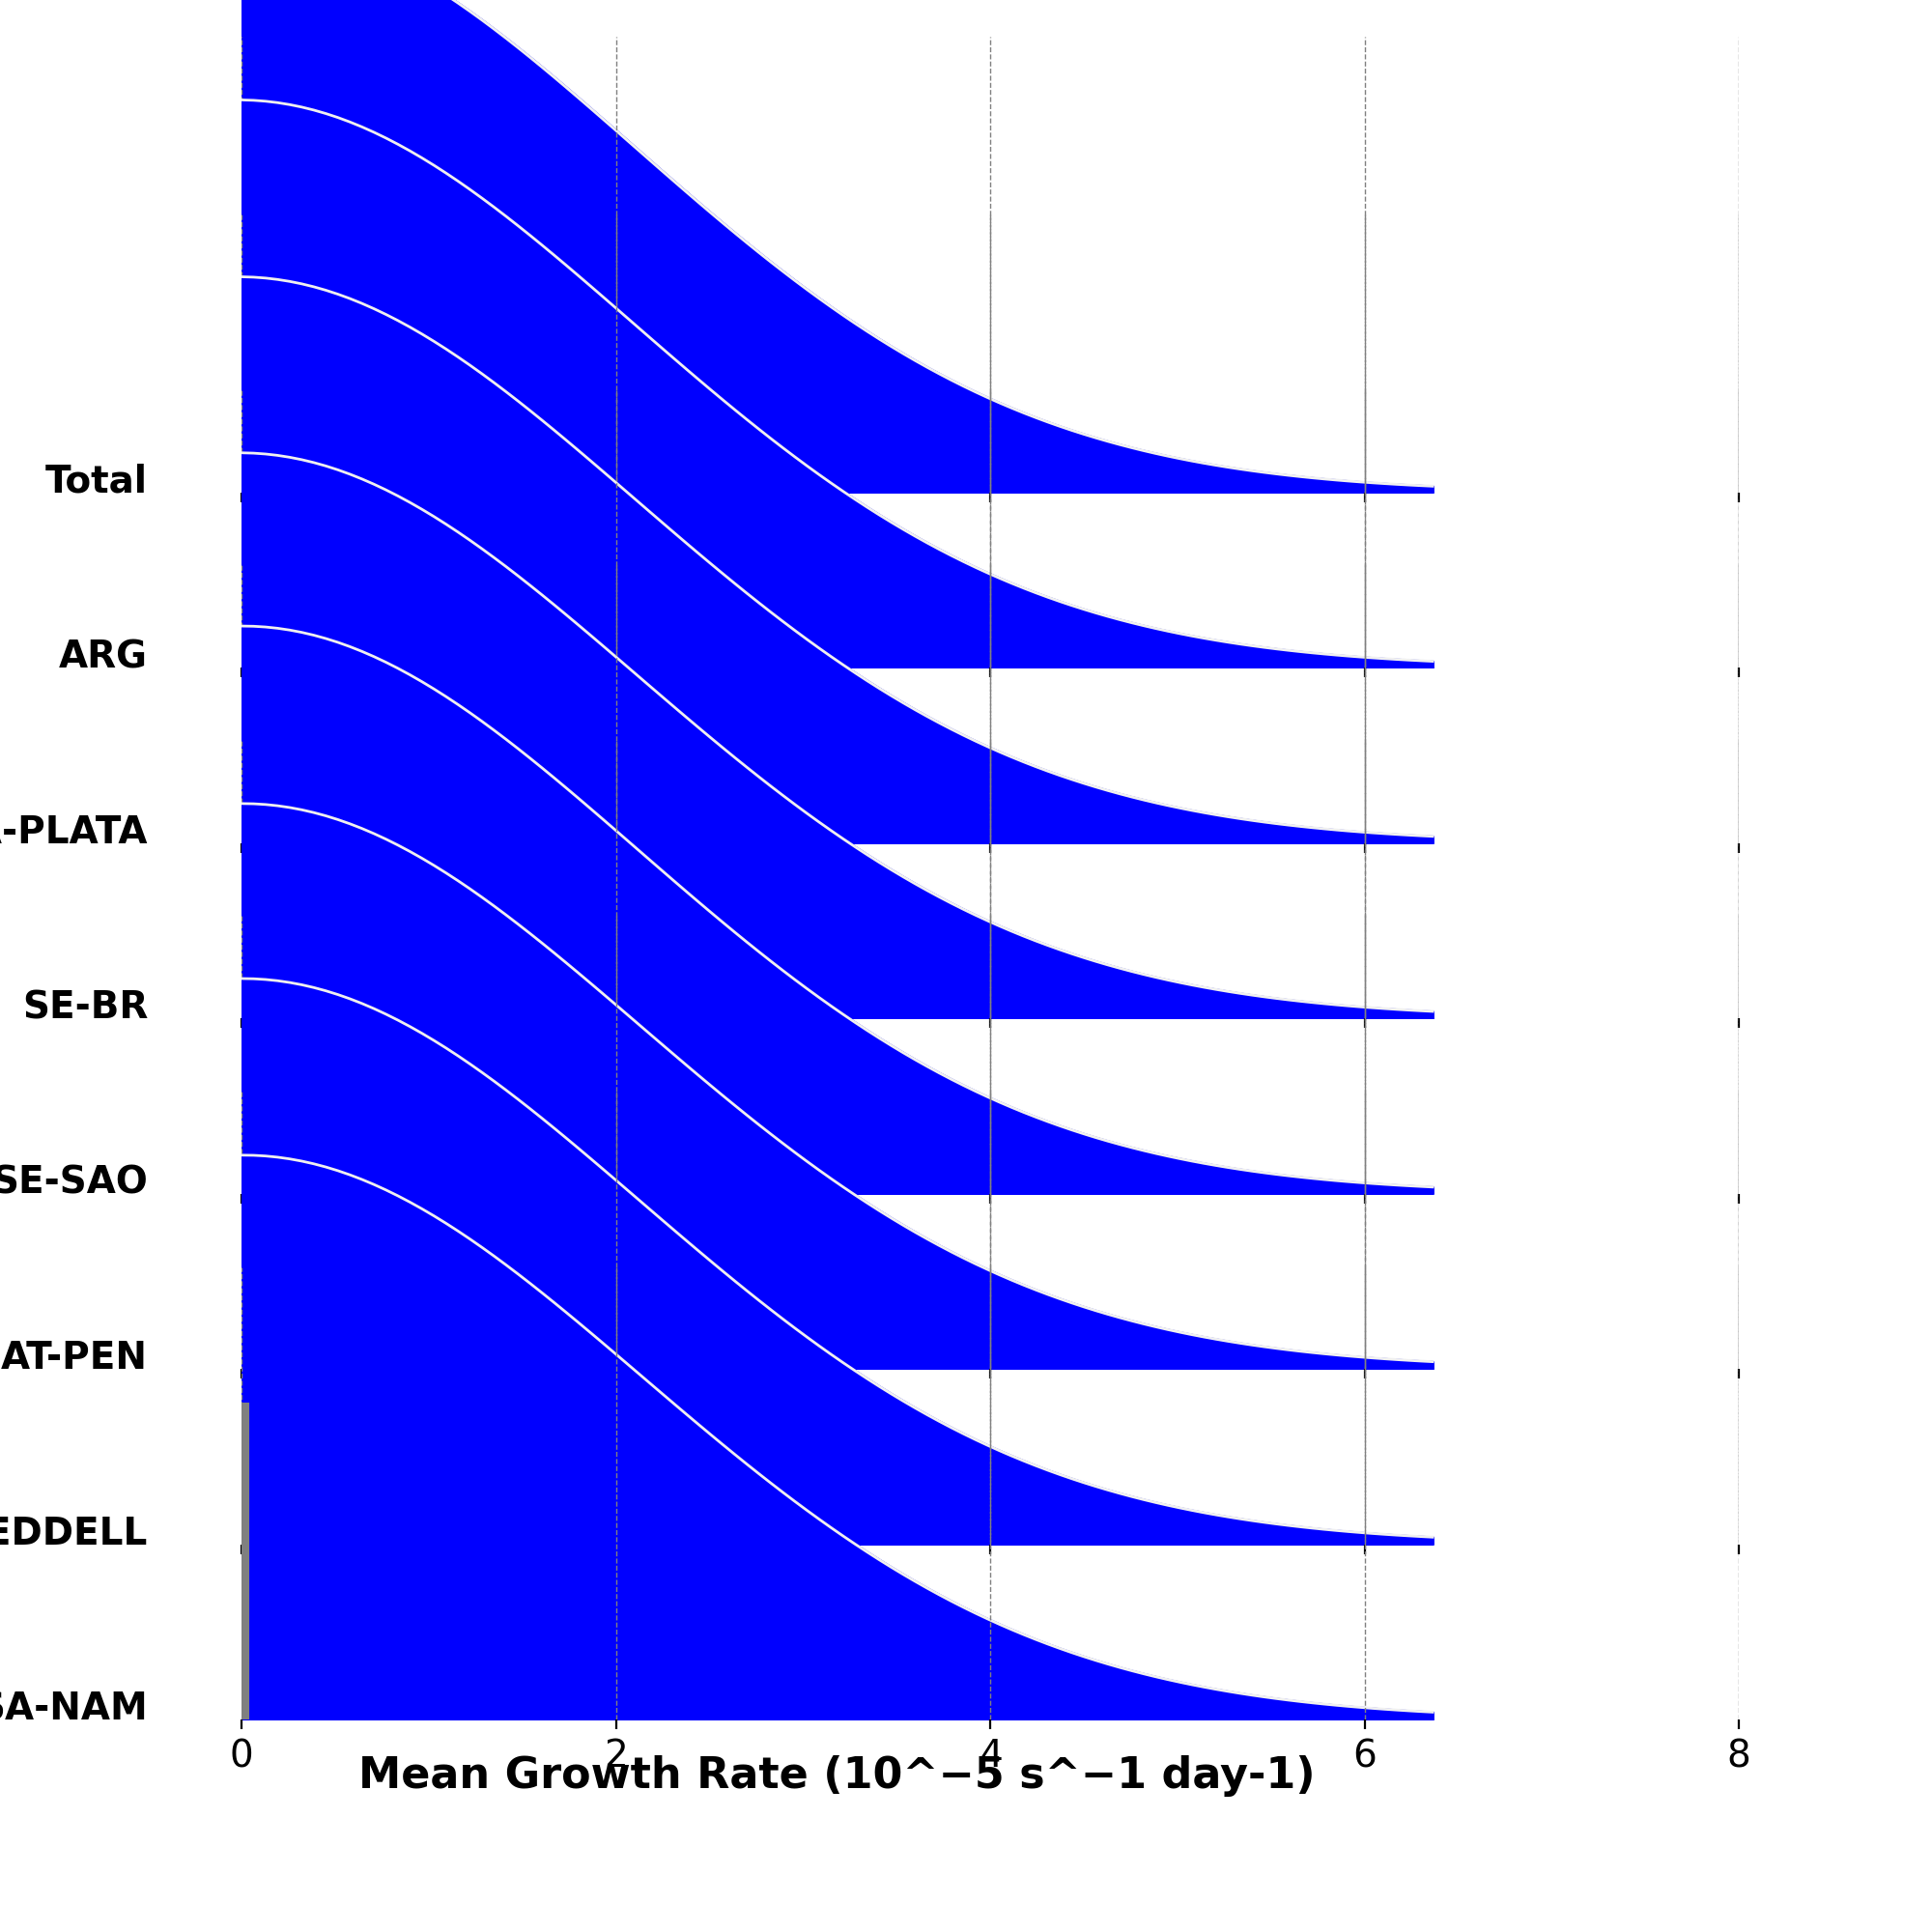 Total
ARG
-PLATA
SE-BR
SE-SAO
AT-PEN
EDDELL
SA-NAM
0 2 4 6 8
Mean Growth Rate (10^−5 s^−1 day-1)